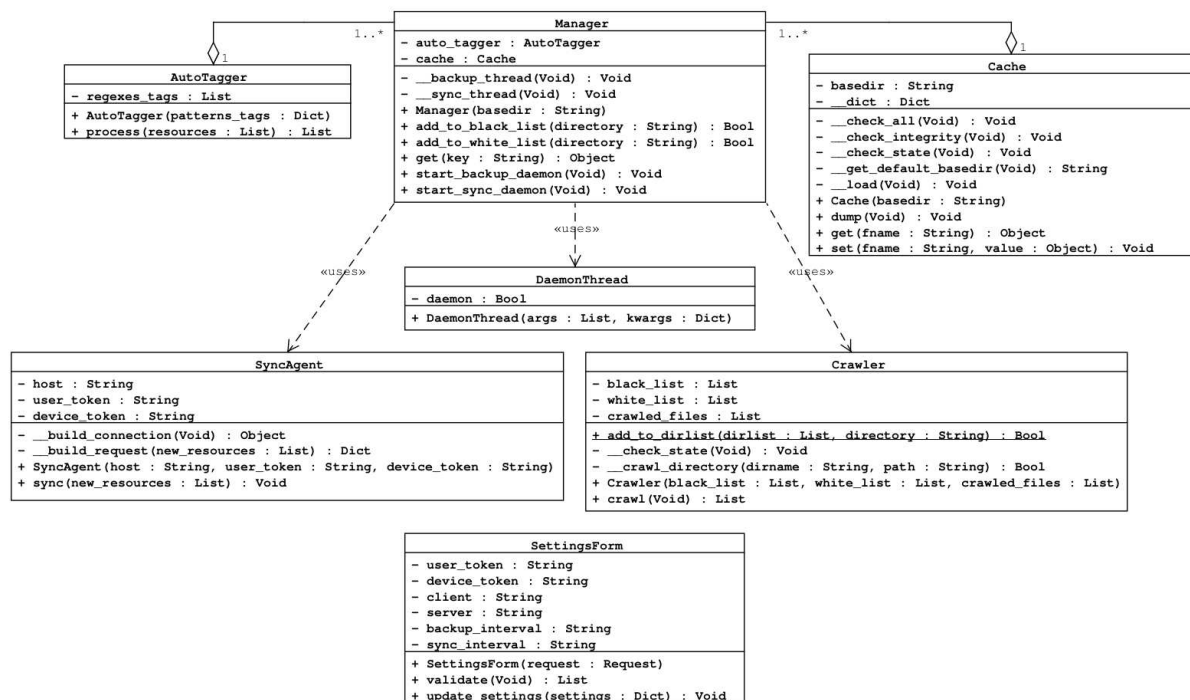 Manager
- auto_tagger : AutoTagger
- cache : Cache
- __backup_thread(Void) : Void
- __sync_thread(Void) : Void
+ Manager(basedir : String)
+ add_to_black_list(directory : String) : Bool
+ add_to_white_list(directory : String) : Bool
+ get(key : String) : Object
+ start_backup_daemon(Void) : Void
+ start_sync_daemon(Void) : Void
1..*
1
1..*
1
AutoTagger
- regexes_tags : List
+ AutoTagger(patterns_tags : Dict)
+ process(resources : List) : List
Cache
- basedir : String
- __dict : Dict
- __check_all(Void) : Void
- __check_integrity(Void) : Void
- __check_state(Void) : Void
- __get_default_basedir(Void) : String
- __load(Void) : Void
+ Cache(basedir : String)
+ dump(Void) : Void
+ get(fname : String) : Object
+ set(fname : String, value : Object) : Void
«uses»
«uses»
«uses»
DaemonThread
- daemon : Bool
+ DaemonThread(args : List, kwargs : Dict)
SyncAgent
- host : String
- user_token : String
- device_token : String
- __build_connection(Void) : Object
- __build_request(new_resources : List) : Dict
+ SyncAgent(host : String, user_token : String, device_token : String)
+ sync(new_resources : List) : Void
Crawler
- black_list : List
- white_list : List
- crawled_files : List
+ add_to_dirlist(dirlist : List, directory : String) : Bool
- __check_state(Void) : Void
- __crawl_directory(dirname : String, path : String) : Bool
+ Crawler(black_list : List, white_list : List, crawled_files : List)
+ crawl(Void) : List
SettingsForm
- user_token : String
- device_token : String
- client : String
- server : String
- backup_interval : String
- sync_interval : String
+ SettingsForm(request : Request)
+ validate(Void) : List
+ update_settings(settings : Dict) : Void